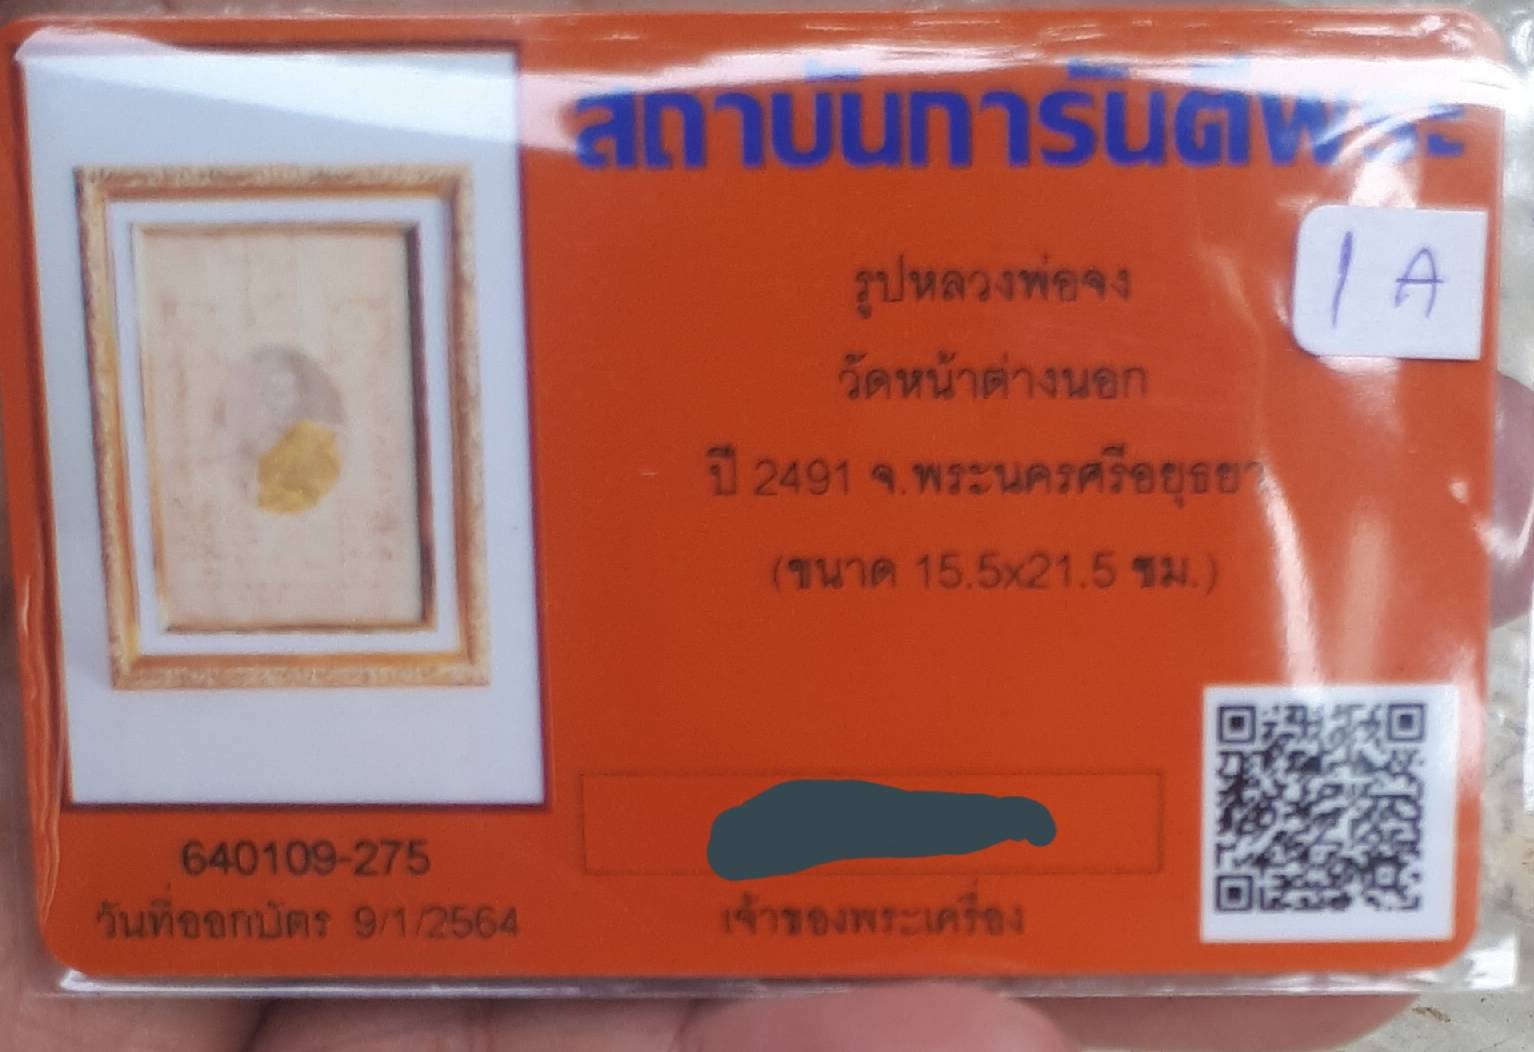 สถาบันการันตีพระ
1 A
รูปหลวงพ่อจง
วัดหน้าต่างนอก
ปี 2491 จ.พระนครศรีอยุธยา
(ขนาด 15.5x21.5 ซม.)
640109-275
วันที่ออกบัตร 9/1/2564
เจ้าของพระเครื่อง